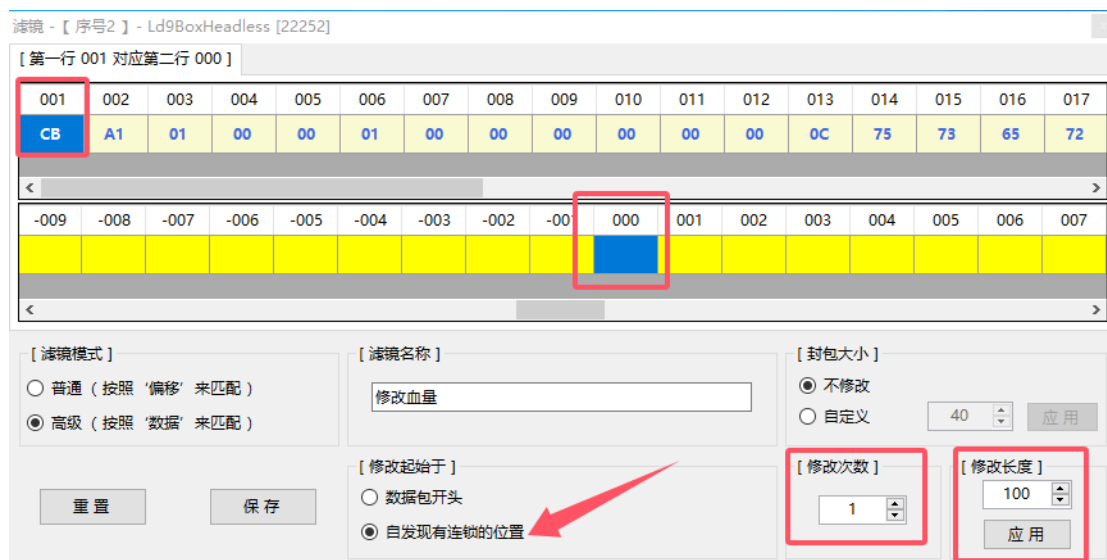 滤镜 -【 序号2 】- Ld9BoxHeadless [22252]
[ 第一行 001 对应第二行 000 ]
001 002 003 004 005 006 007 008 009 010 011 012 013 014 015 016 017
CB A1 01 00 00 01 00 00 00 00 00 00 0C 75 73 65 72
-009 -008 -007 -006 -005 -004 -003 -002 -001 000 001 002 003 004 005 006 007
[ 滤镜模式 ]
普通（按照‘偏移’来匹配）
高级（按照‘数据’来匹配）
[ 滤镜名称 ]
修改血量
[ 封包大小 ]
不修改
自定义 40 应 用
重 置
保 存
[ 修改起始于 ]
数据包开头
自发现有连锁的位置
[ 修改次数 ]
1
[ 修改长度 ]
100
应 用